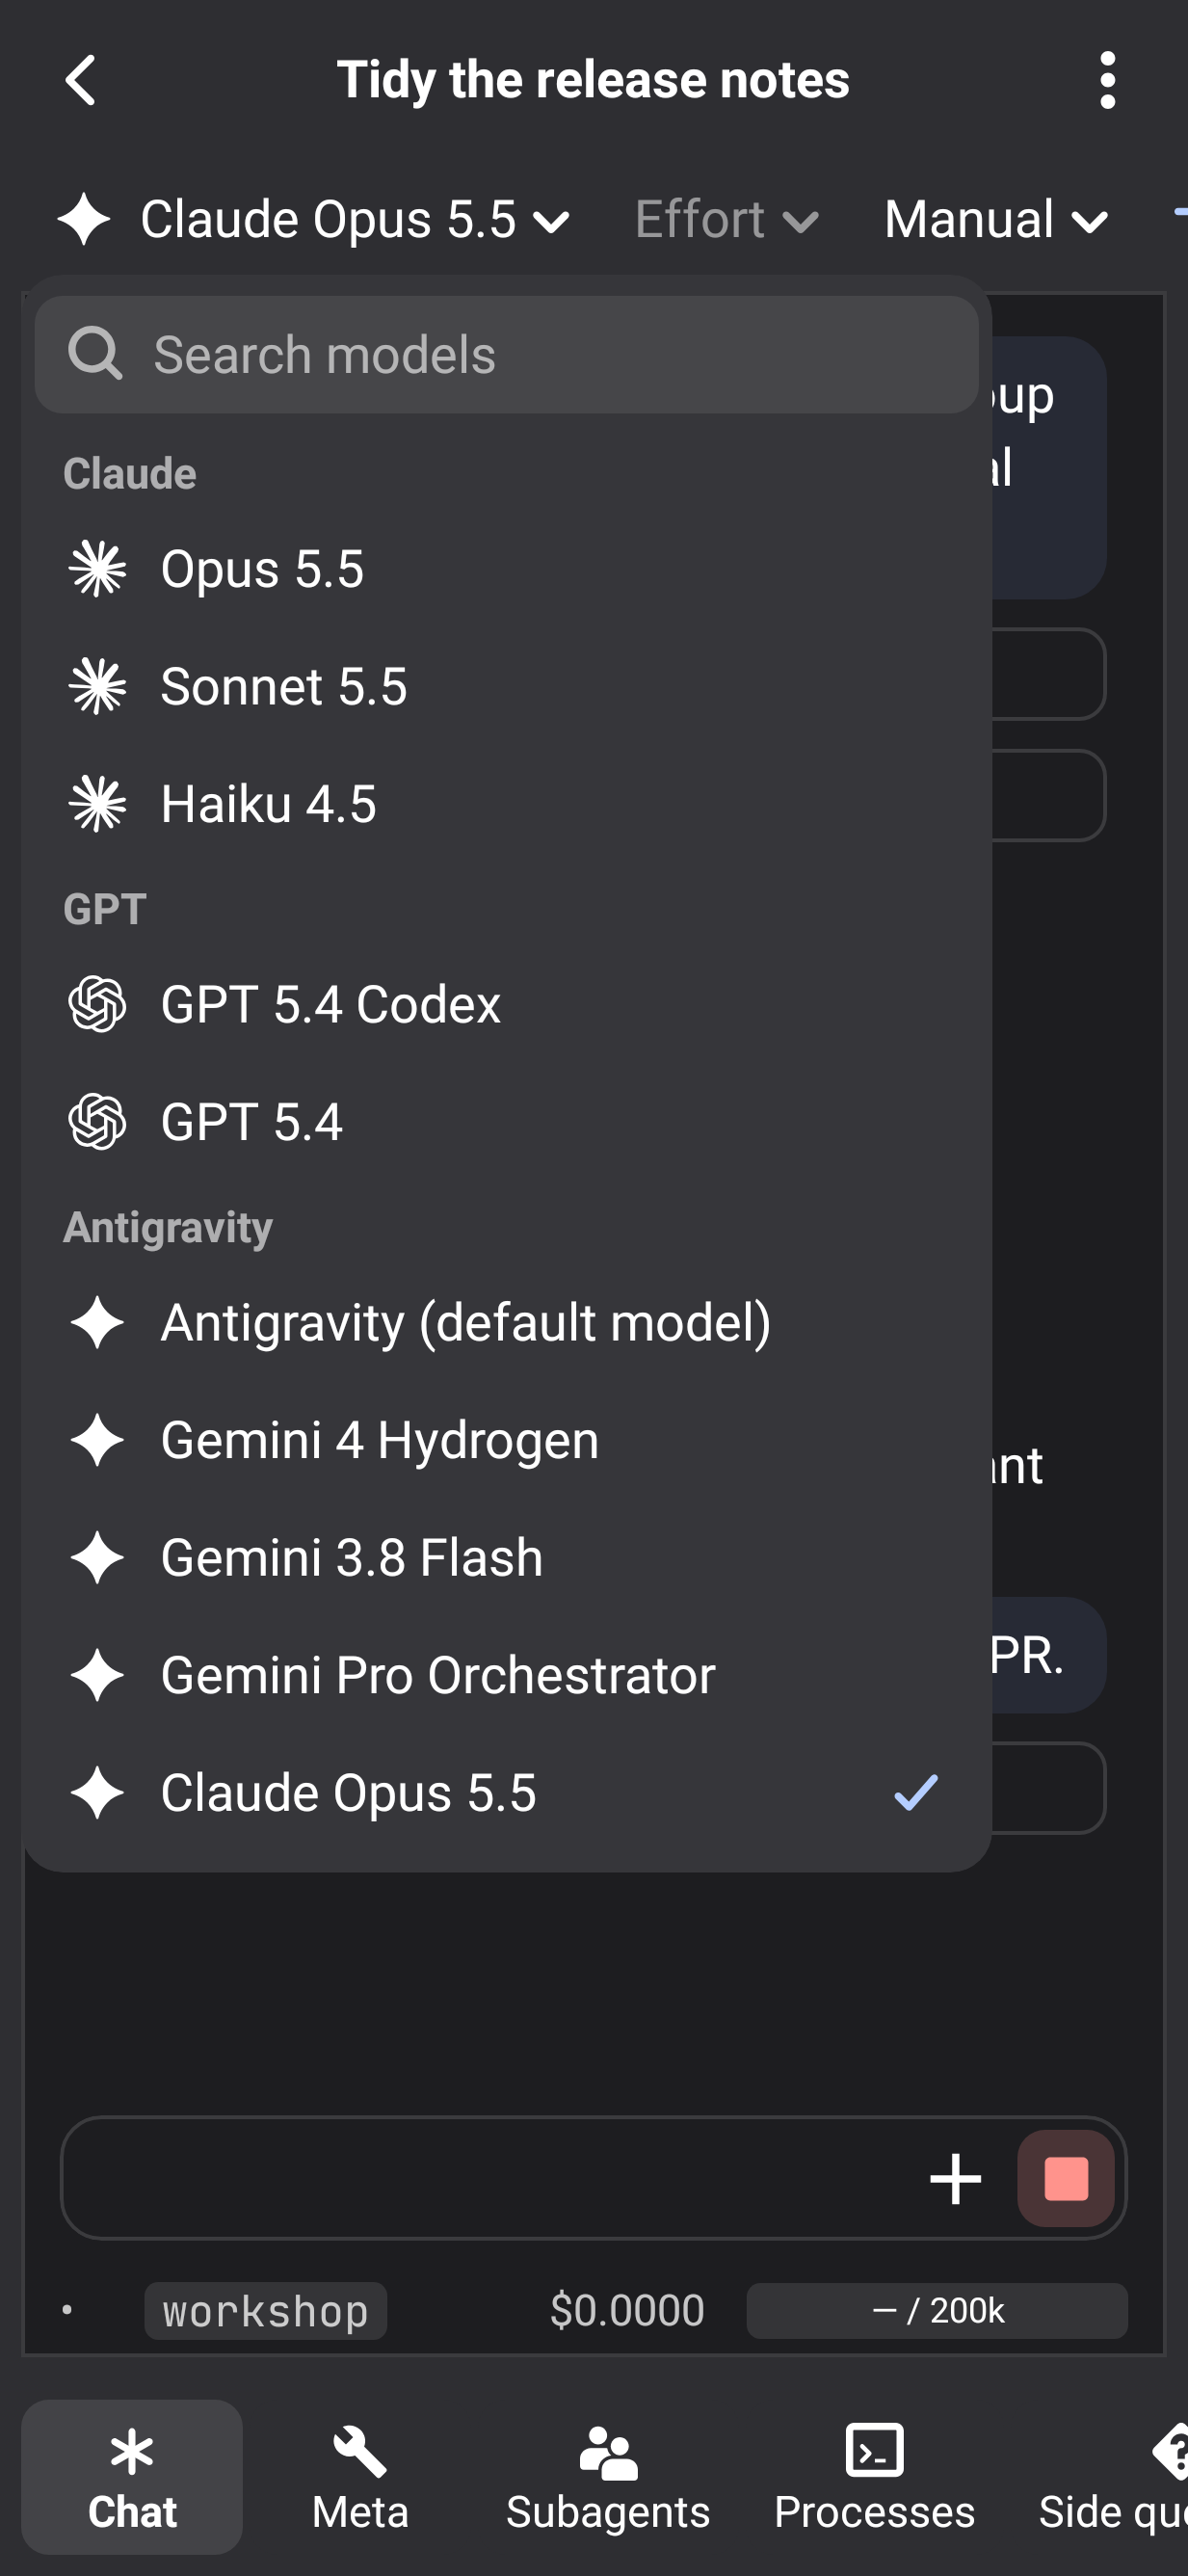 Tidy the release notes
Claude Opus 5.5
Effort
Manual
Search models
Claude
Opus 5.5
Sonnet 5.5
Haiku 4.5
GPT
GPT 5.4 Codex
GPT 5.4
Antigravity
Antigravity (default model)
Gemini 4 Hydrogen
Gemini 3.8 Flash
Gemini Pro Orchestrator
PR.
Claude Opus 5.5
workshop
$0.0000
– / 200k
Chat
Meta
Subagents
Processes
Side